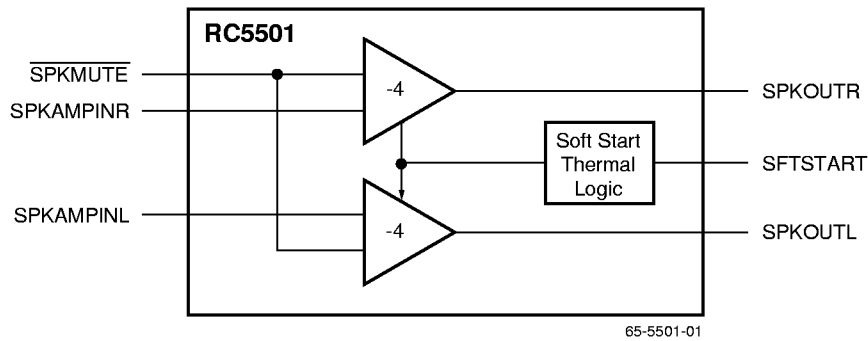 RC5501
SPKMUTE
SPKAMPINR
-4
SPKOUTR
Soft Start
Thermal
Logic
SFTSTART
SPKAMPINL
-4
SPKOUTL
65-5501-01